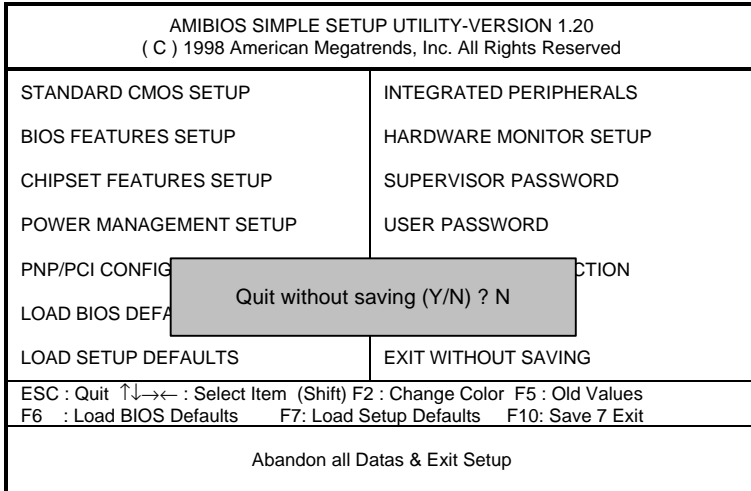 AMIBIOS SIMPLE SETUP UTILITY-VERSION 1.20
( C ) 1998 American Megatrends, Inc. All Rights Reserved
STANDARD CMOS SETUP
BIOS FEATURES SETUP
CHIPSET FEATURES SETUP
POWER MANAGEMENT SETUP
PNP/PCI CONFIG
LOAD BIOS DEFA
LOAD SETUP DEFAULTS
INTEGRATED PERIPHERALS
HARDWARE MONITOR SETUP
SUPERVISOR PASSWORD
USER PASSWORD
CTION
EXIT WITHOUT SAVING
Quit without saving (Y/N) ? N
ESC : Quit ↑↓→← : Select Item (Shift) F2 : Change Color F5 : Old Values
F6 : Load BIOS Defaults F7: Load Setup Defaults F10: Save 7 Exit
Abandon all Datas & Exit Setup